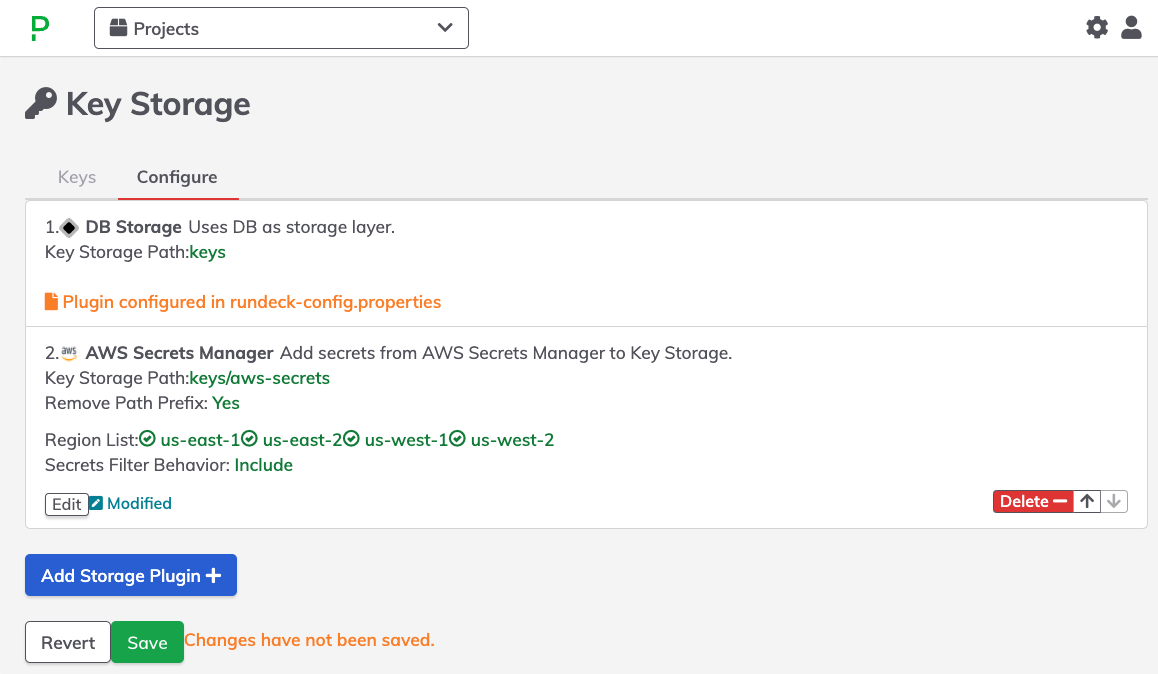 Projects
Key Storage
Keys Configure
1. DB Storage Uses DB as storage layer.
Key Storage Path:keys
Plugin configured in rundeck-config.properties
2. aws AWS Secrets Manager Add secrets from AWS Secrets Manager to Key Storage.
Key Storage Path:keys/aws-secrets
Remove Path Prefix: Yes
Region List: us-east-1 us-east-2 us-west-1 us-west-2
Secrets Filter Behavior: Include
Edit Modified Delete
Add Storage Plugin
Revert Save Changes have not been saved.